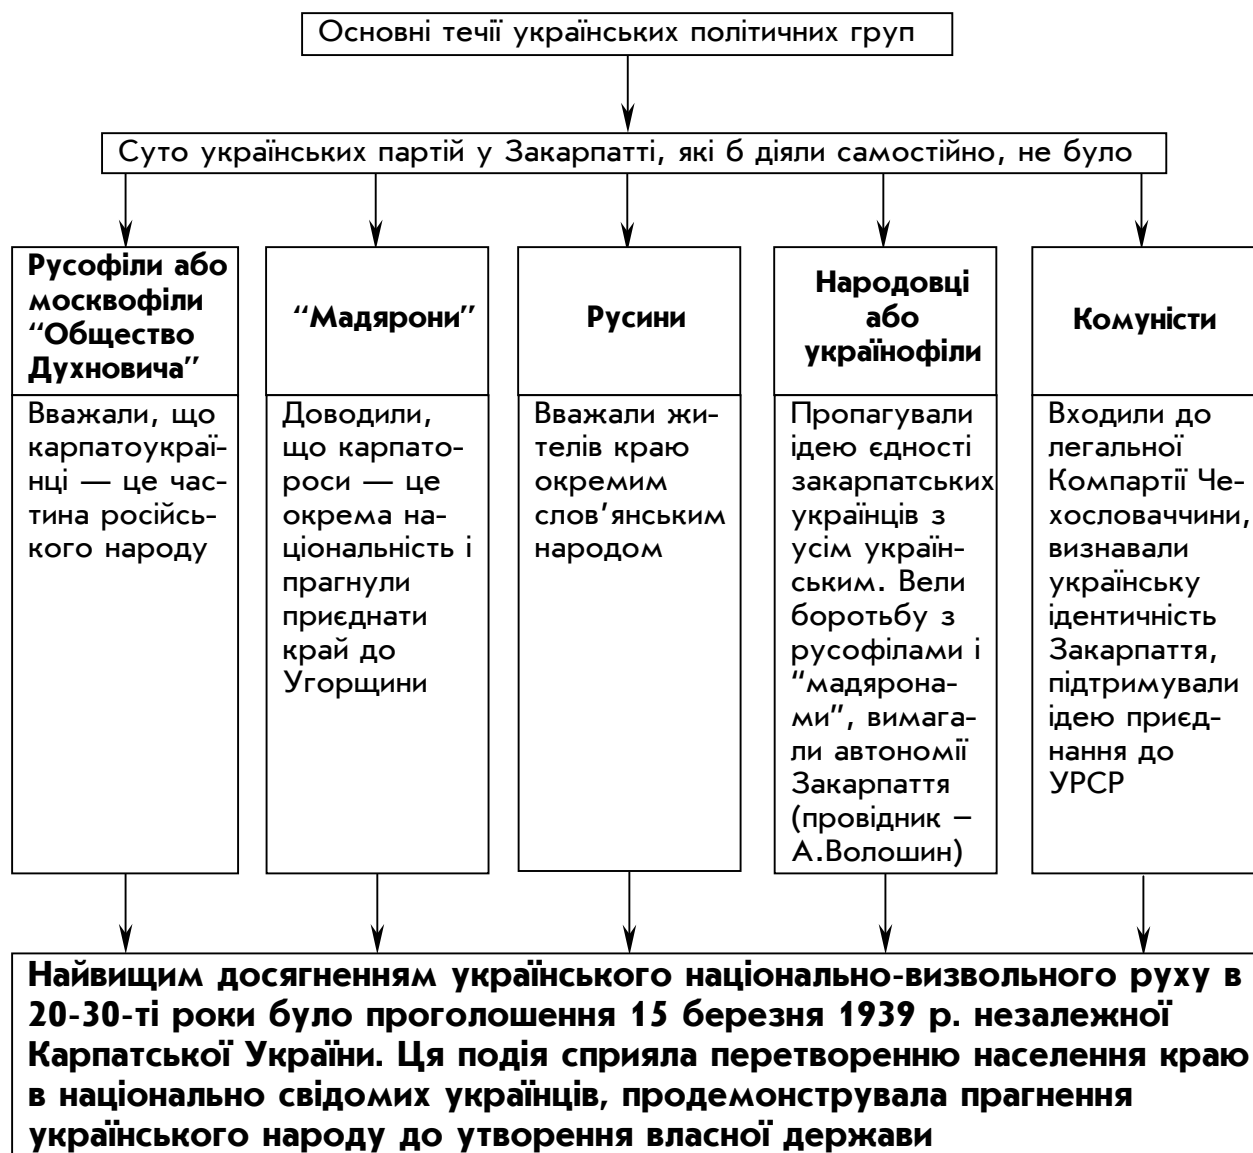 Основні течії українських політичних груп
Суто українських партій у Закарпатті, які б діяли самостійно, не було
Русофіли або
москвофіли
“Общество
Духновича”
Вважали, що
карпатоукраї-
нці — це час-
тина російсь-
кого народу
“Мадярони”
Доводили,
що карпато-
роси — це
окрема на-
ціональність і
прагнули
приєднати
край до
Угорщини
Русини
Вважали жи-
телів краю
окремим
слов’янським
народом
Народовці
або
українофіли
Пропагували
ідею єдності
закарпатських
українців з
усім україн-
ським. Вели
боротьбу з
русофілами і
“мадярона-
ми”, вимага-
ли автономії
Закарпаття
(провідник –
А.Волошин)
Комуністи
Входили до
легальної
Компартії Че-
хословаччини,
визнавали
українську
ідентичність
Закарпаття,
підтримували
ідею приєд-
нання до
УРСР
Найвищим досягненням українського національно-визвольного руху в
20-30-ті роки було проголошення 15 березня 1939 р. незалежної
Карпатської України. Ця подія сприяла перетворенню населення краю
в національно свідомих українців, продемонструвала прагнення
українського народу до утворення власної держави